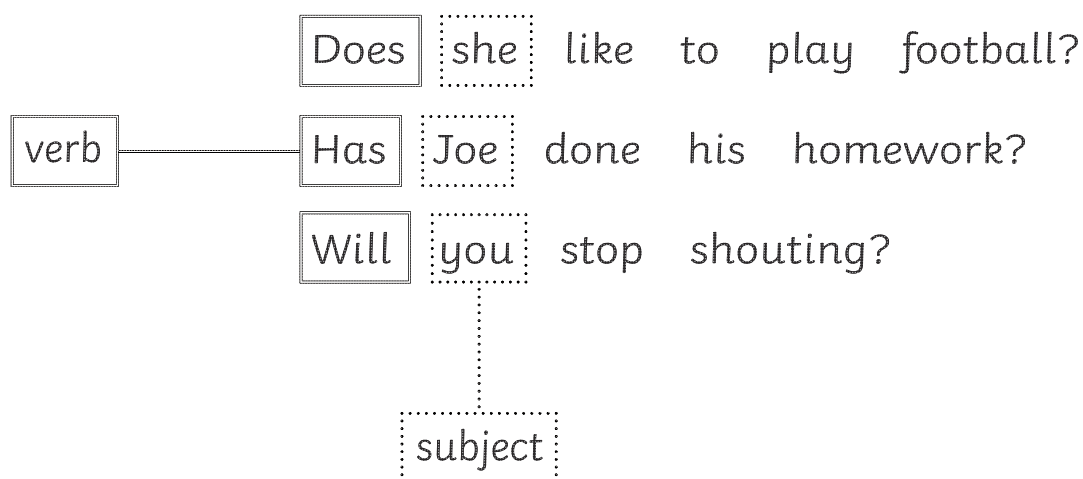 Does she like to play football?
verb Has Joe done his homework?
Will you stop shouting?
subject